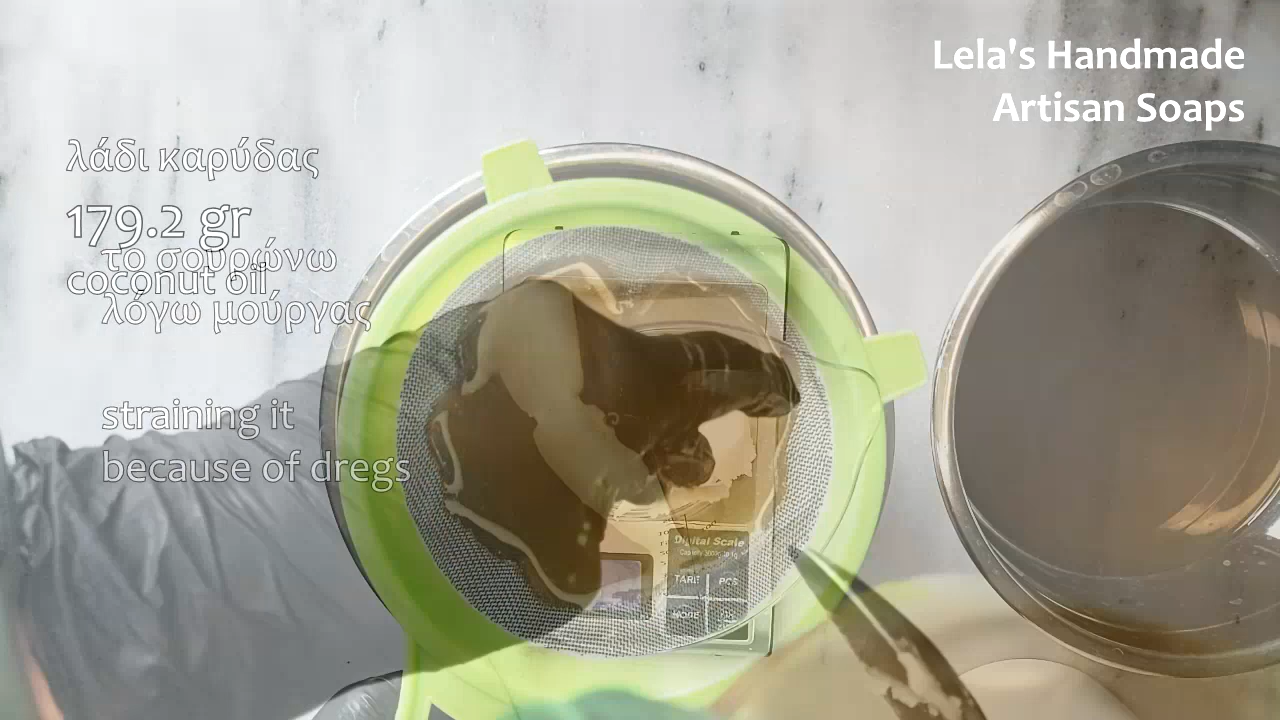 Lela's Handmade
Artisan Soaps
λάδι καρύδας
179.2 gr
coconut oil
το σουρώνω
λόγω μούργας
straining it
because of dregs
Digital Scale
TARE
PCS
MODE